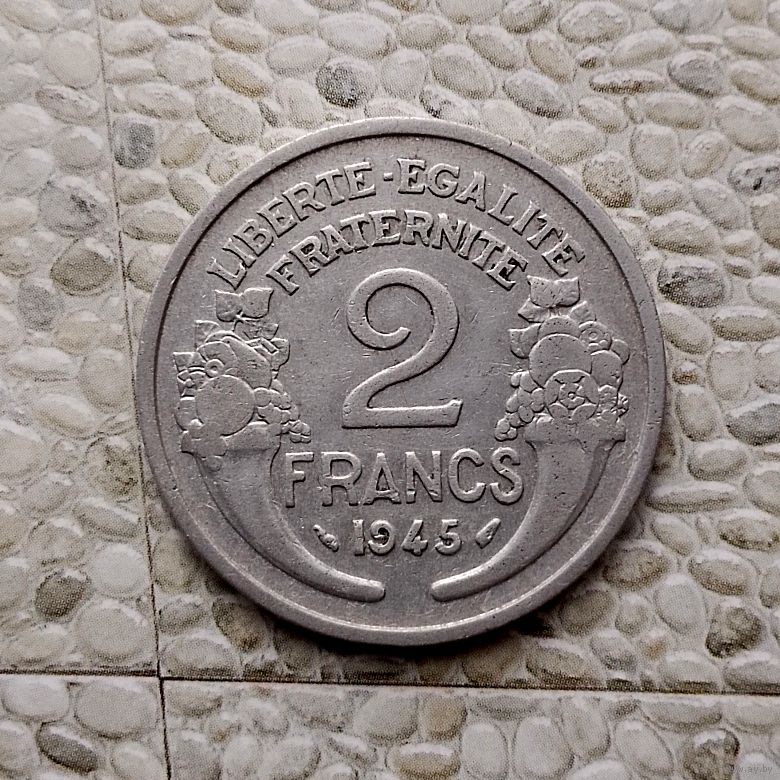 LIBERTE-EGALITE
FRATERNITE
2
FRANCS
1945